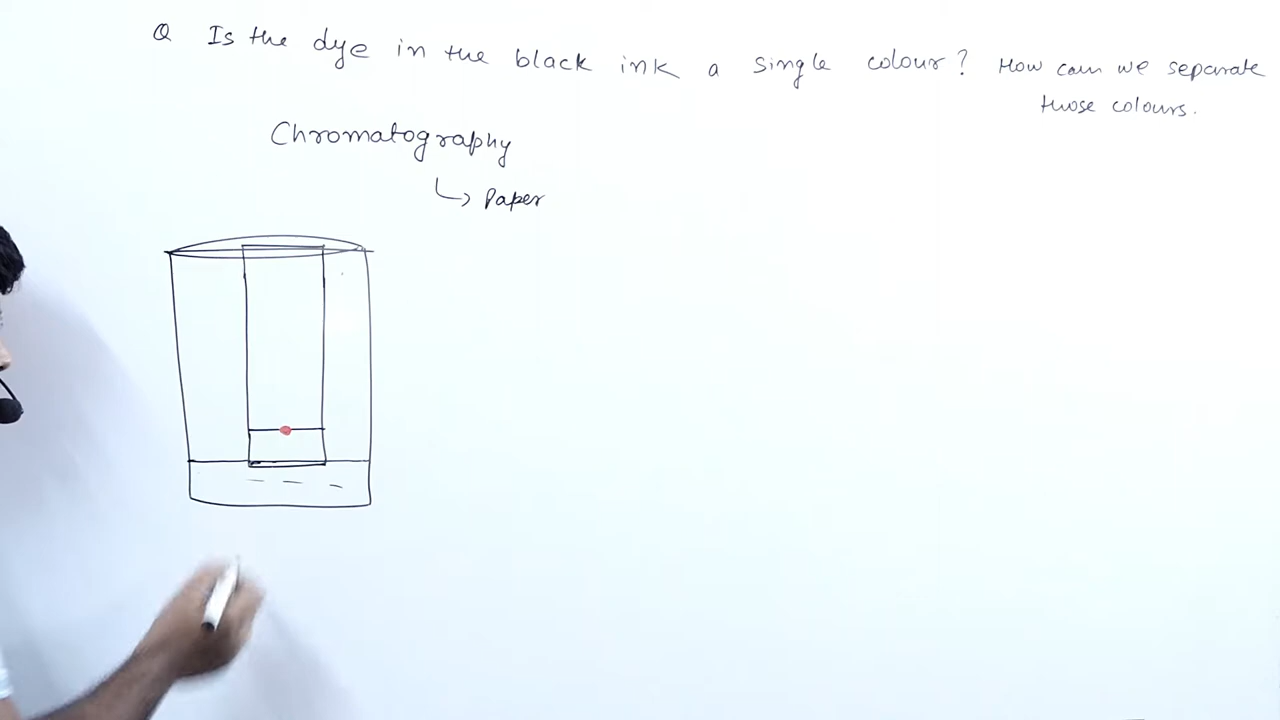 Q Is the dye in the black ink a single colour? How can we separate
those colours.
Chromatography
↳ Paper